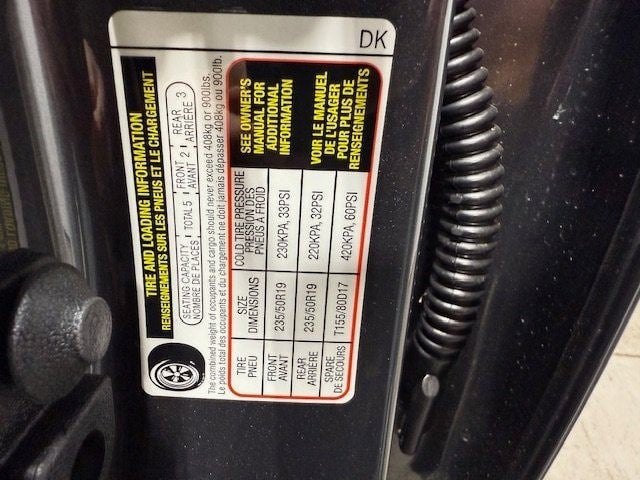 DK
TIRE AND LOADING INFORMATION
RENSEIGNEMENTS SUR LES PNEUS ET LE CHARGEMENT
SEATING CAPACITY TOTAL 5 FRONT 2 REAR 3
NOMBRE DE PLACES AVANT ARRIÈRE
The combined weight of occupants and cargo should never exceed 408kg or 900lbs.
Le poids total des occupants et du chargement ne doit jamais dépasser 408kg ou 900lb.
TIRE SIZE COLD TIRE PRESSURE
PNEU DIMENSIONS PRESSION DES
PNEUS A FROID
FRONT 235/50R19 230KPA, 33PSI
AVANT
REAR 235/50R19 220KPA, 32PSI
ARRIÈRE
SPARE T155/80D17 420KPA, 60PSI
DE SECOURS
SEE OWNER'S
MANUAL FOR
ADDITIONAL
INFORMATION
VOIR LE MANUEL
DE L'USAGER
POUR PLUS DE
RENSEIGNEMENTS